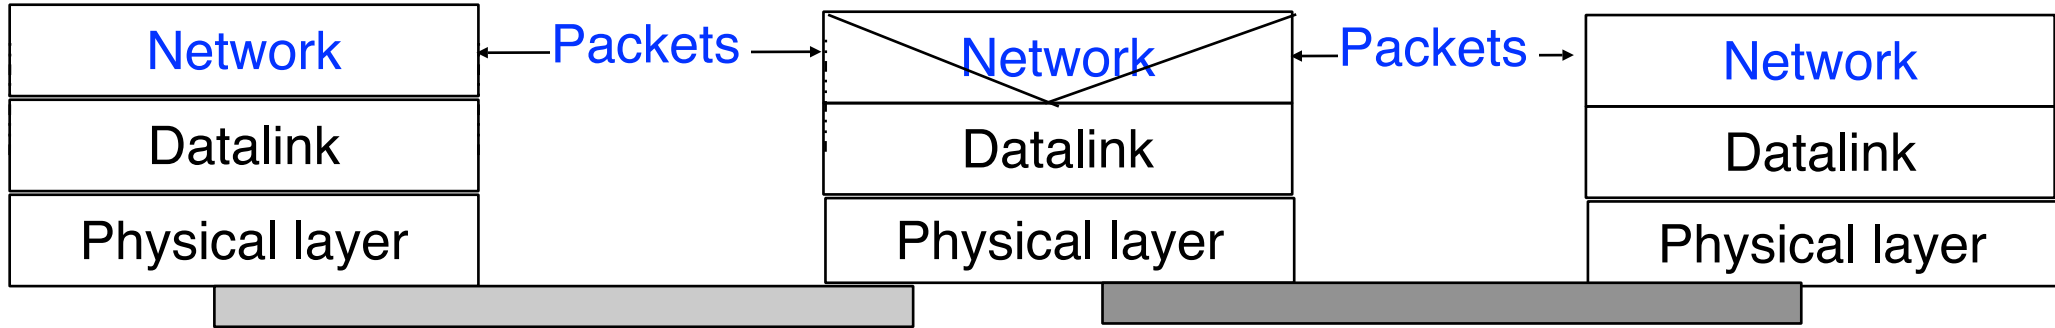 Network Packets Network Packets Network
Datalink Datalink Datalink
Physical layer Physical layer Physical layer